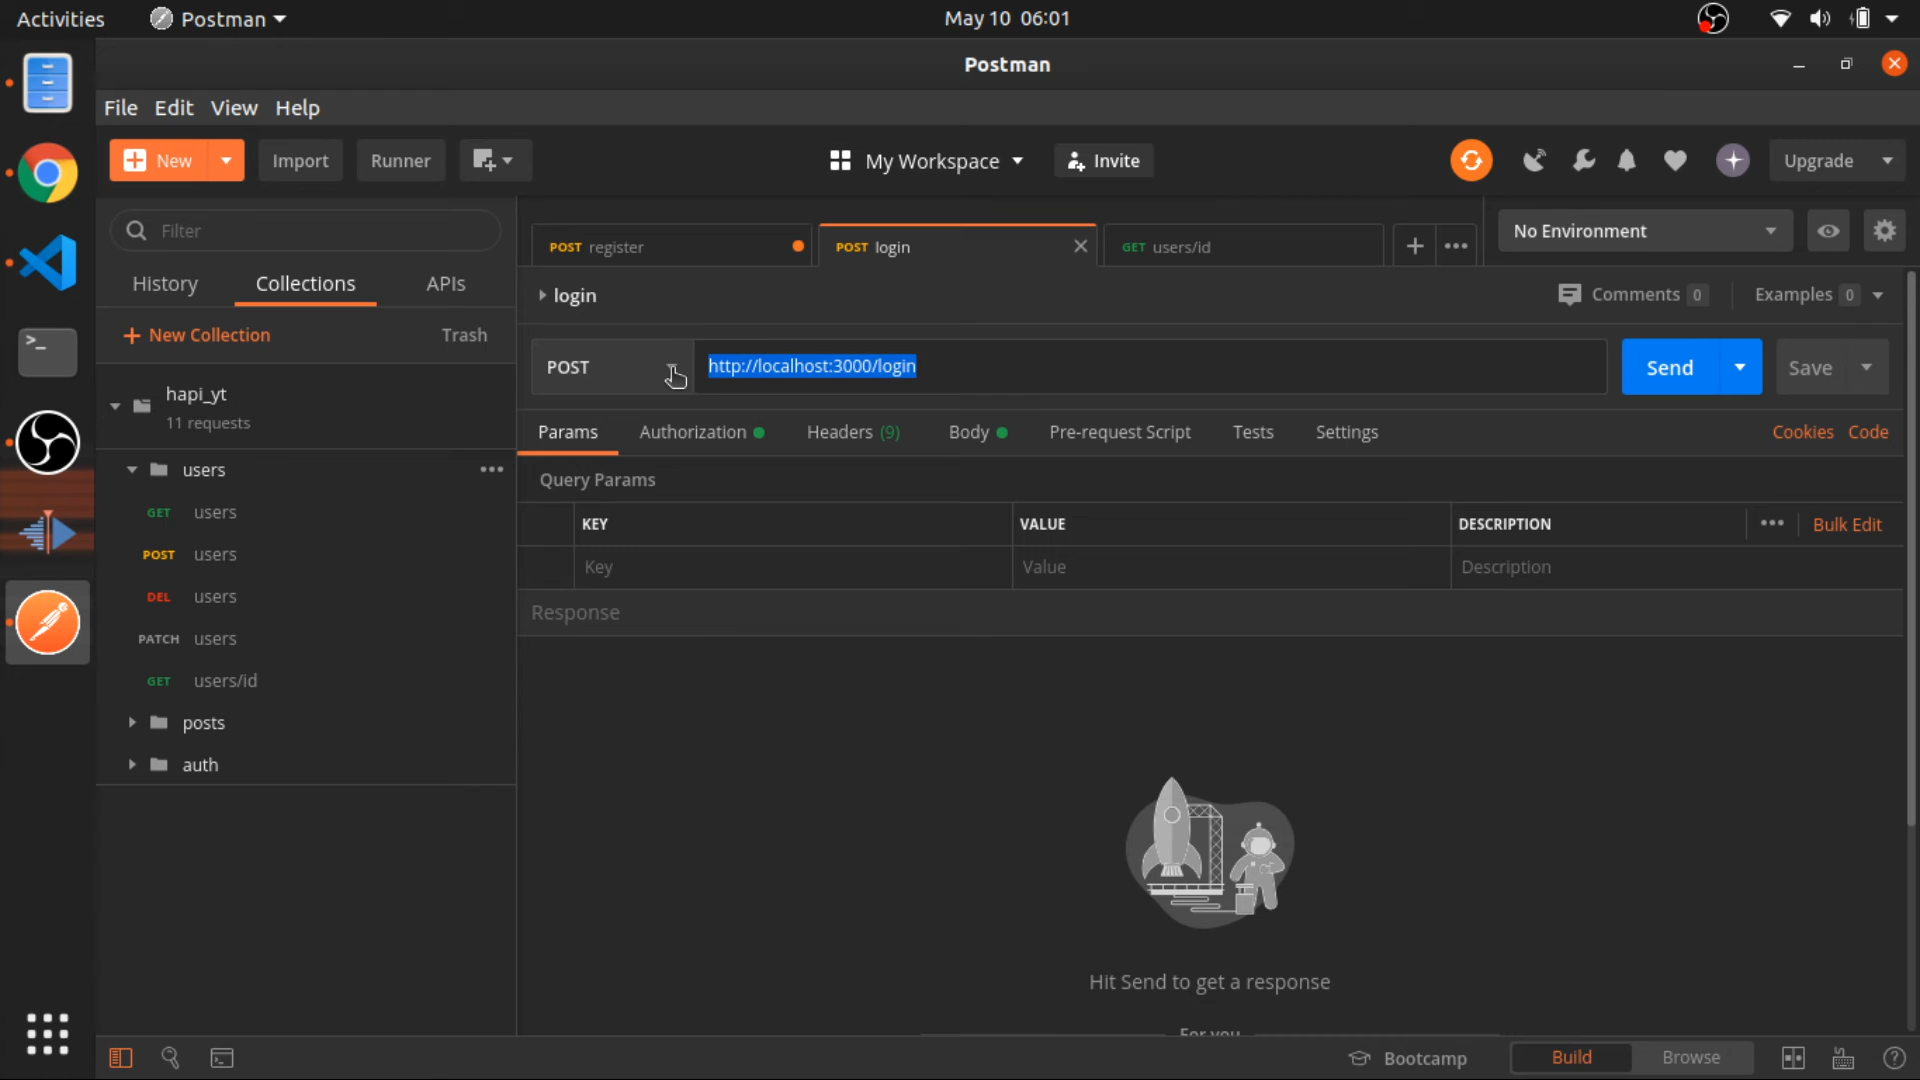 Activities
Postman
May 10 06:01
Postman
File Edit View Help
New
Import
Runner
My Workspace
Invite
Upgrade
Filter
POST register
POST login
GET users/id
No Environment
History
Collections
APIs
login
Comments 0
Examples 0
New Collection
Trash
POST
http://localhost:3000/login
Send
Save
hapi_yt
11 requests
Params
Authorization
Headers (9)
Body
Pre-request Script
Tests
Settings
Cookies
Code
users
Query Params
GET users
KEY
VALUE
DESCRIPTION
Bulk Edit
POST users
Key
Value
Description
DEL users
Response
PATCH users
GET users/id
posts
auth
Hit Send to get a response
For you
Bootcamp
Build
Browse